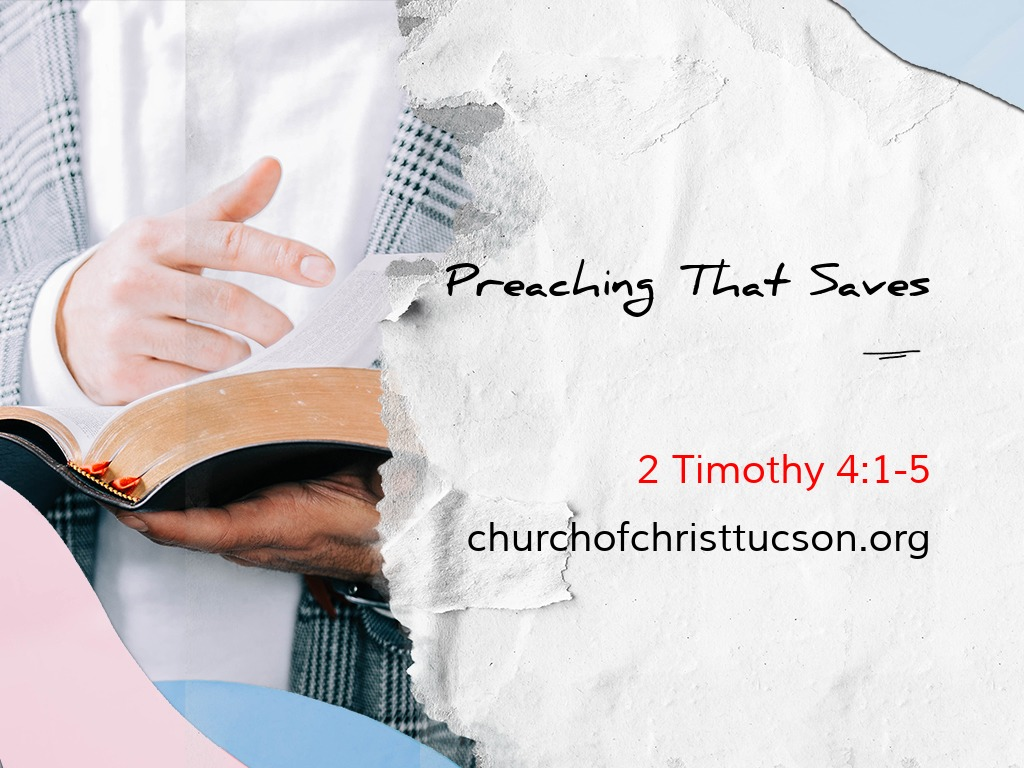 Preaching That Saves
2 Timothy 4:1-5
churchofchristtucson.org